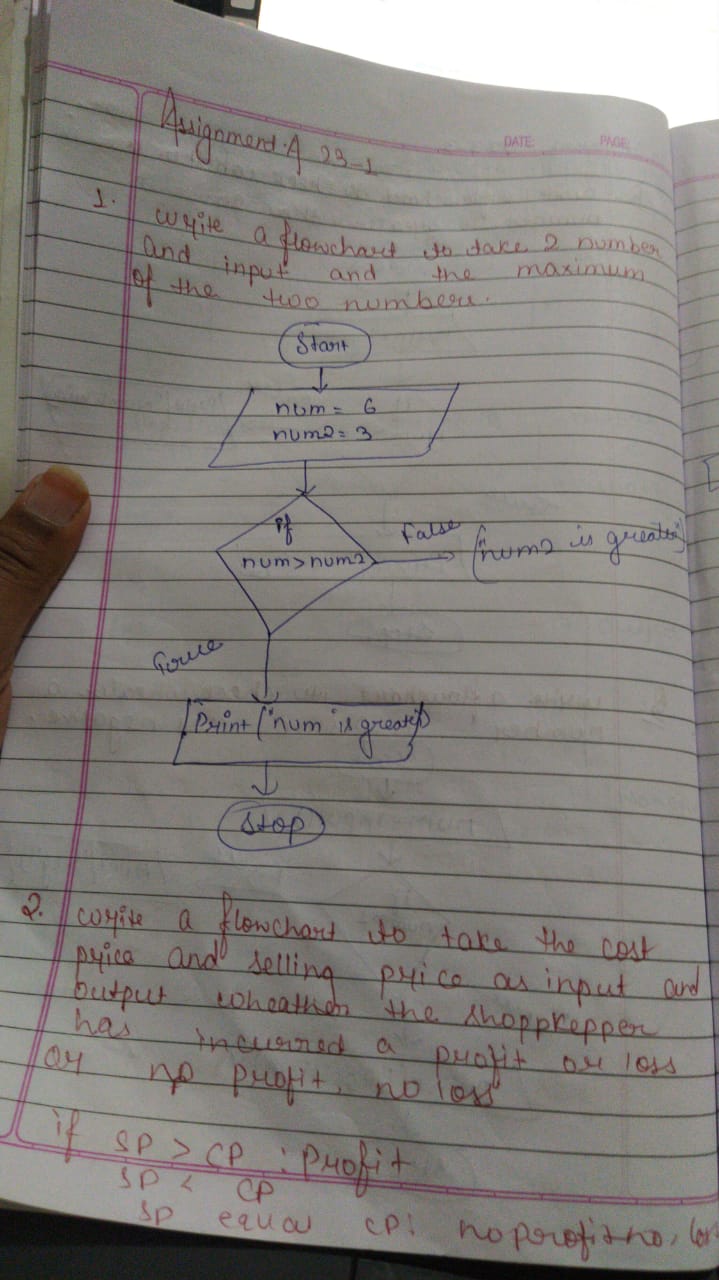 Assignment.A 23-1
DATE: PAGE:
1. write a flowchart to take 2 number
and input and the maximum
of the two numbers.
Start
num = 6
num2 = 3
if
num > num2
False
("num2 is greater")
True
Print ("num is greater")
Stop
2. write a flowchart to take the cost
price and selling price as input and
output wheather the shoppkepper
has incurred a profit or loss
or no profit, no loss
if SP > CP : Profit
SP < CP
SP equal CP: no profit no, loss